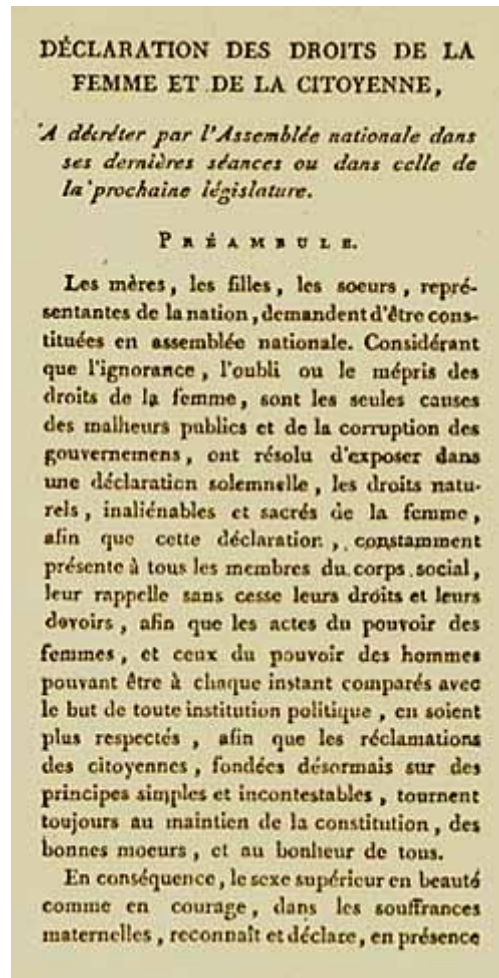 DÉCLARATION DES DROITS DE LA
FEMME ET DE LA CITOYENNE,
A décréter par l'Assemblée nationale dans
ses dernières séances ou dans celle de
la prochaine législature.
PRÉAMBULE.
Les mères, les filles, les soeurs, repré-
sentantes de la nation, demandent d'être cons-
tituées en assemblée nationale. Considérant
que l'ignorance, l'oubli ou le mépris des
droits de la femme, sont les seules causes
des malheurs publics et de la corruption des
gouvernemens, ont résolu d'exposer dans
une déclaration solemnelle, les droits natu-
rels, inaliénables et sacrés de la femme,
afin que cette déclaration, constamment
présente à tous les membres du corps social,
leur rappelle sans cesse leurs droits et leurs
devoirs, afin que les actes du pouvoir des
femmes, et ceux du pouvoir des hommes
pouvant être à chaque instant comparés avec
le but de toute institution politique, en soient
plus respectés, afin que les réclamations
des citoyennes, fondées désormais sur des
principes simples et incontestables, tournent
toujours au maintien de la constitution, des
bonnes moeurs, et au bonheur de tous.
En conséquence, le sexe supérieur en beauté
comme en courage, dans les souffrances
maternelles, reconnaît et déclare, en présence